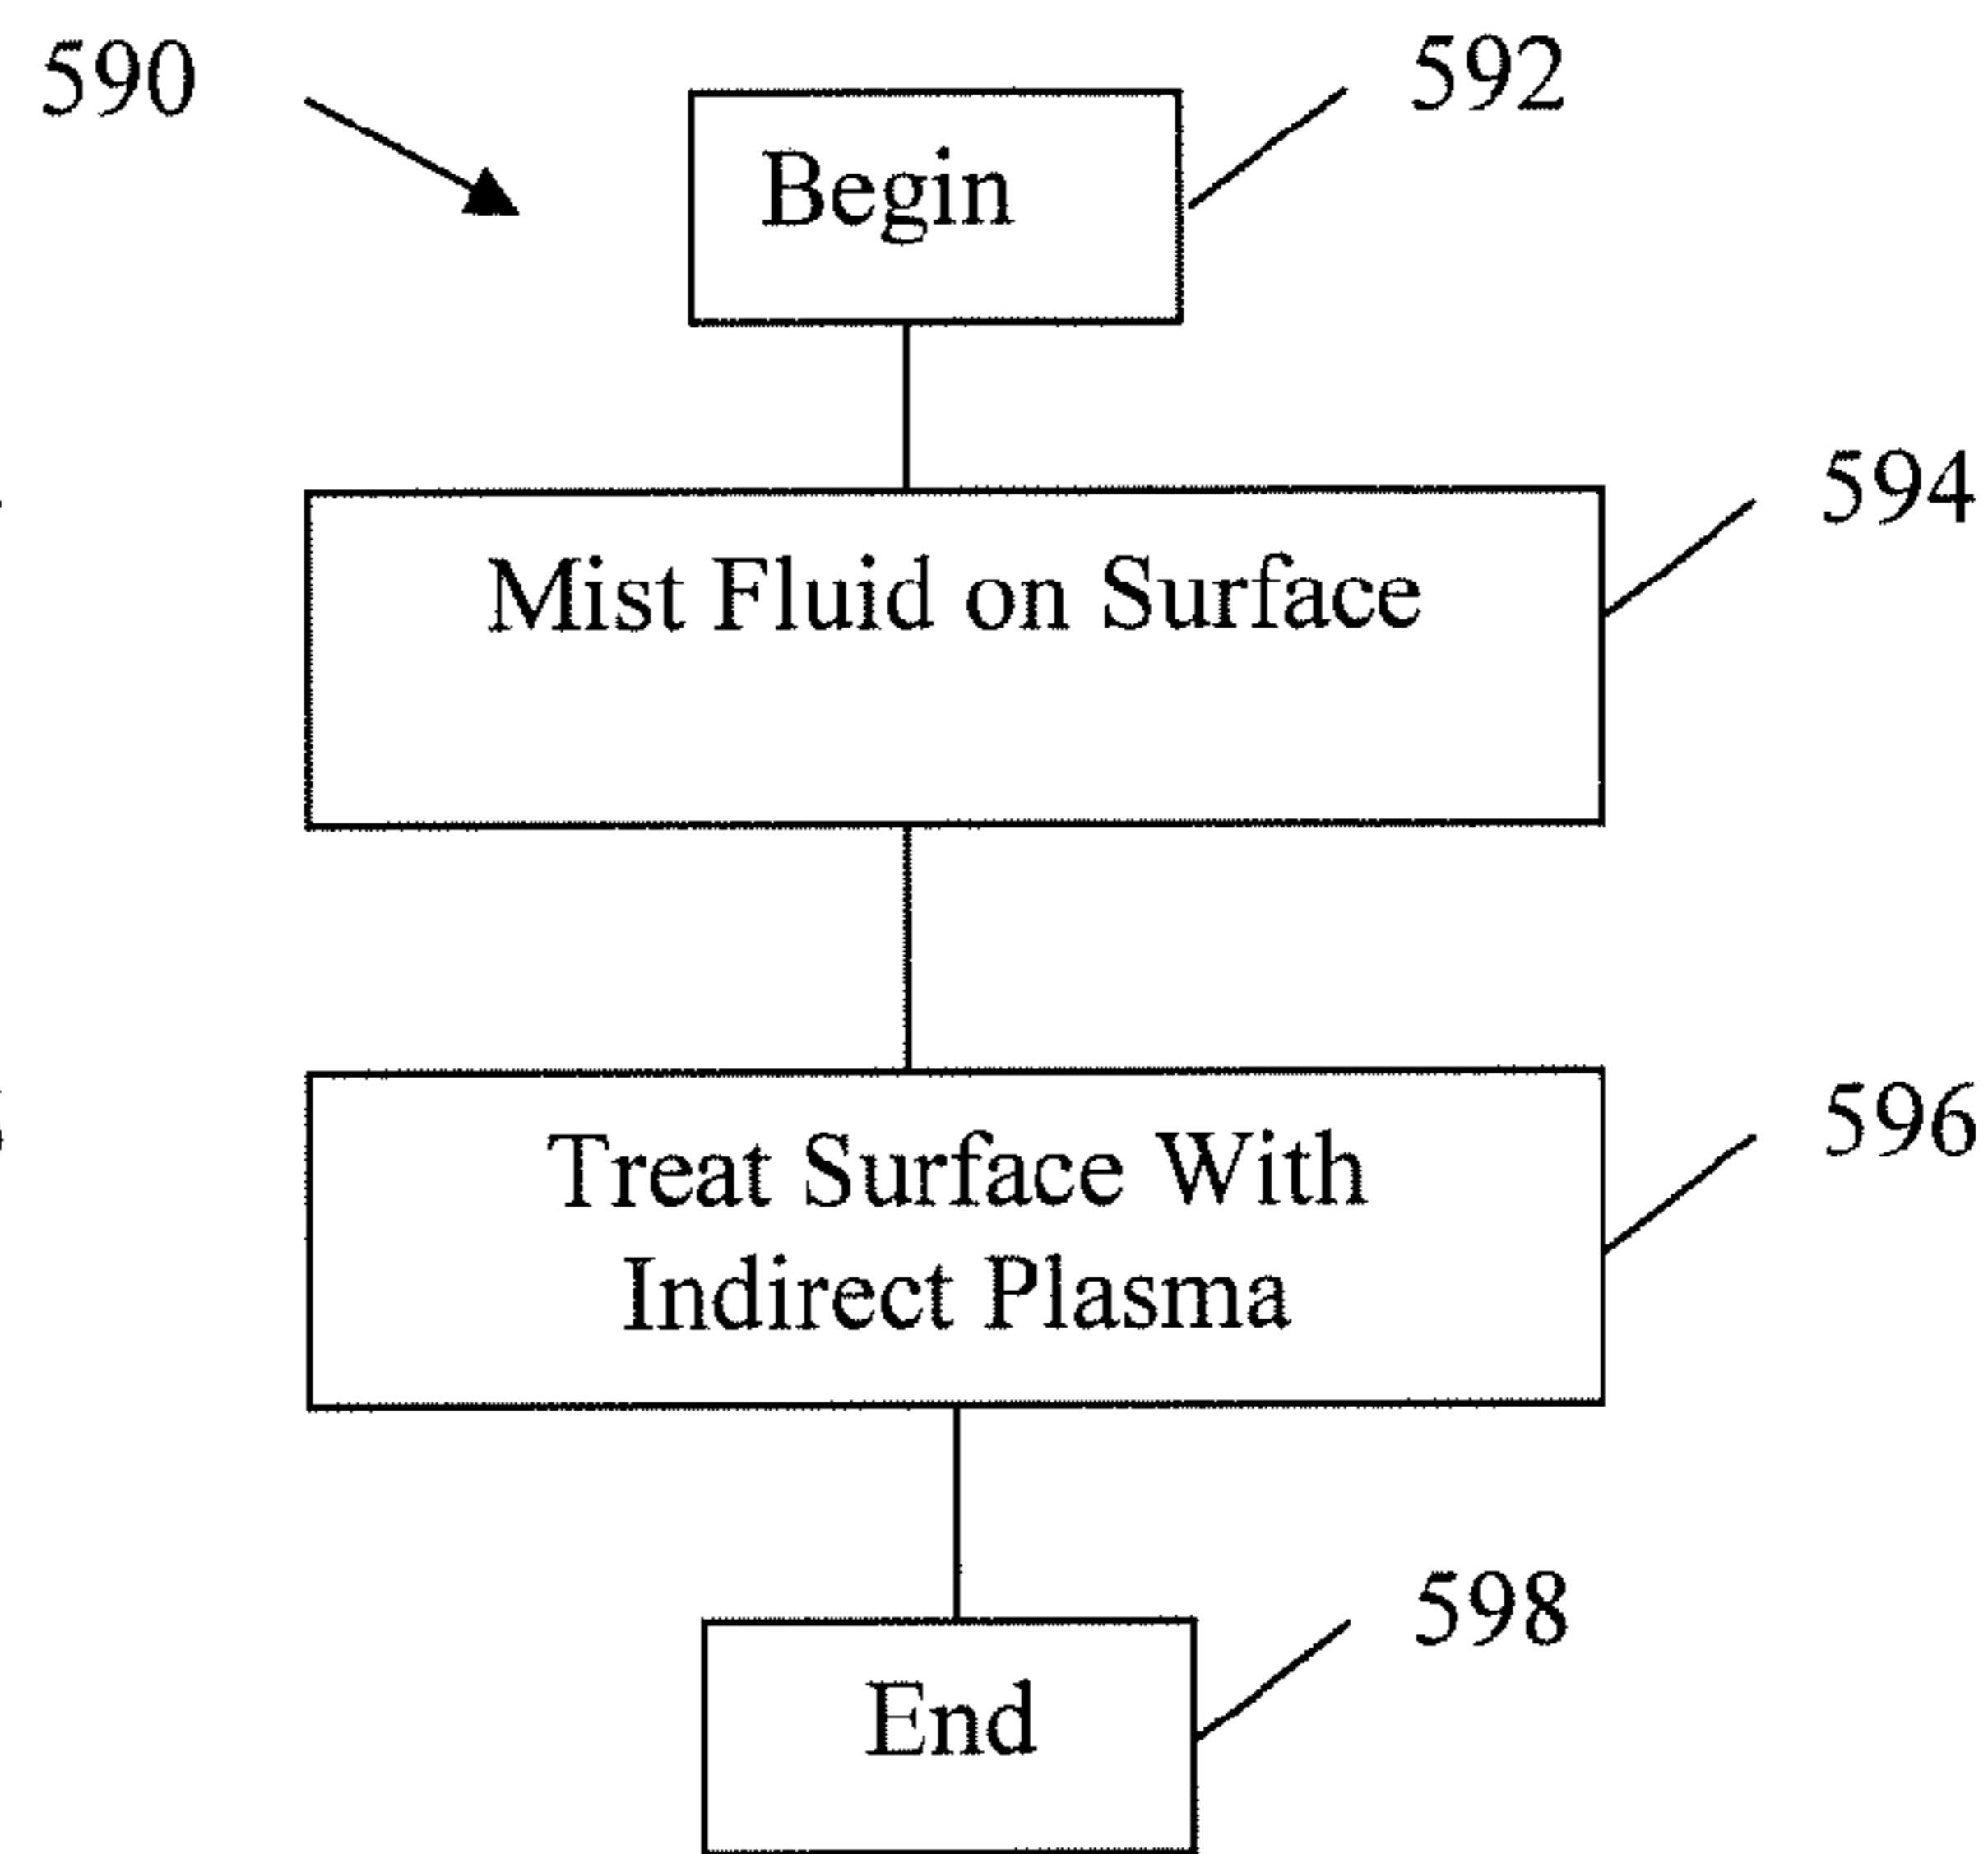 590
592
Begin
594
Mist Fluid on Surface
596
Treat Surface With
Indirect Plasma
598
End